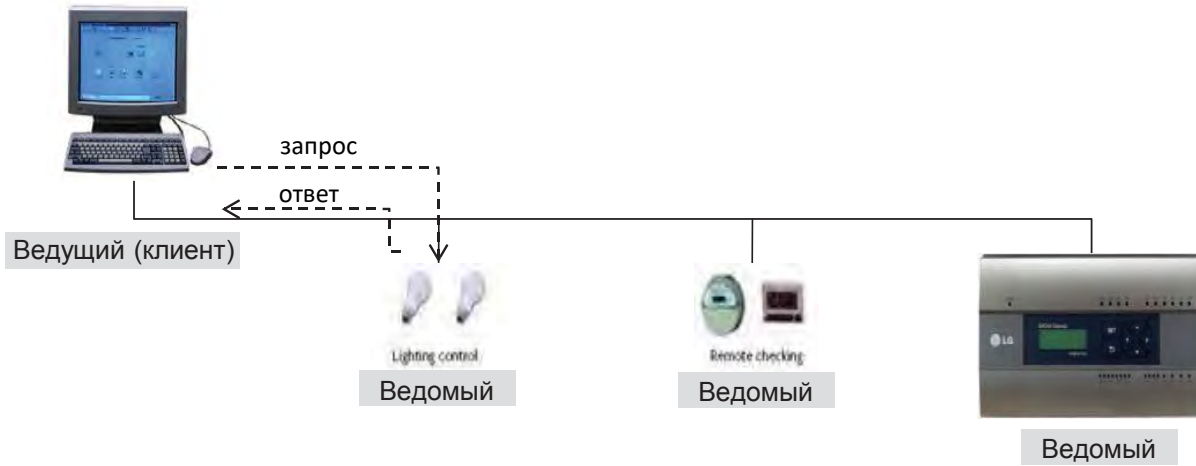 запрос
ответ
Ведущий (клиент)
Lighting control
Remote checking
LG
Ведомый
Ведомый
Ведомый